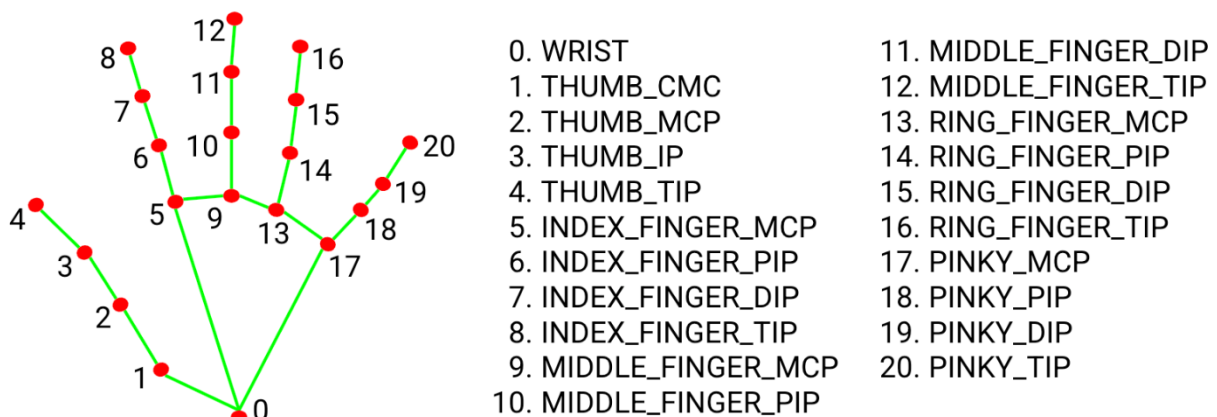 12
8
16
11
7
15
10
6
20
14
4
19
5
9
13
18
3
17
2
1
0
0. WRIST
1. THUMB_CMC
2. THUMB_MCP
3. THUMB_IP
4. THUMB_TIP
5. INDEX_FINGER_MCP
6. INDEX_FINGER_PIP
7. INDEX_FINGER_DIP
8. INDEX_FINGER_TIP
9. MIDDLE_FINGER_MCP
10. MIDDLE_FINGER_PIP
11. MIDDLE_FINGER_DIP
12. MIDDLE_FINGER_TIP
13. RING_FINGER_MCP
14. RING_FINGER_PIP
15. RING_FINGER_DIP
16. RING_FINGER_TIP
17. PINKY_MCP
18. PINKY_PIP
19. PINKY_DIP
20. PINKY_TIP